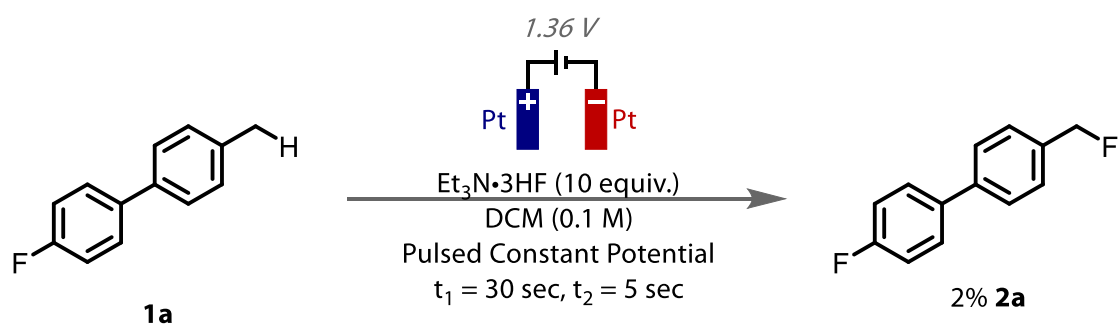 1.36 V
+
−
Pt
Pt
H
F
1a
Et₃N•3HF (10 equiv.)
DCM (0.1 M)
Pulsed Constant Potential
t₁ = 30 sec, t₂ = 5 sec
F
F
2% 2a